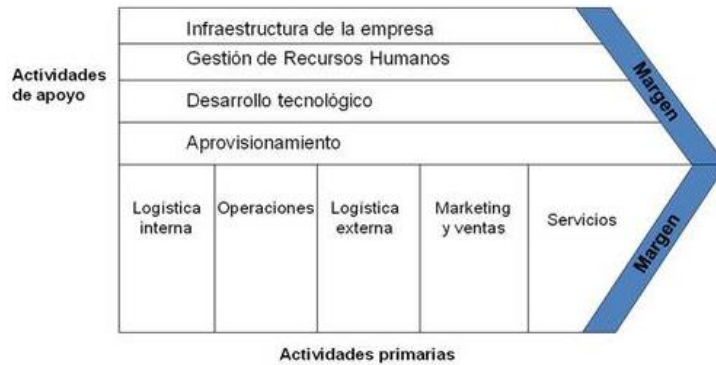 Infraestructura de la empresa
Gestión de Recursos Humanos
Actividades
de apoyo
Desarrollo tecnológico
Aprovisionamiento
Margen
Logística
interna
Operaciones
Logística
externa
Marketing
y ventas
Servicios
Margen
Actividades primarias